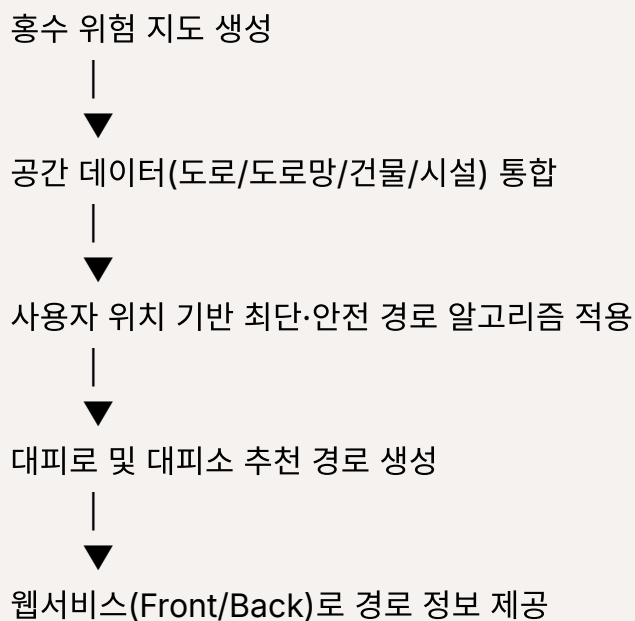 홍수 위험 지도 생성
│
▼
공간 데이터(도로/도로망/건물/시설) 통합
│
▼
사용자 위치 기반 최단·안전 경로 알고리즘 적용
│
▼
대피로 및 대피소 추천 경로 생성
│
▼
웹서비스(Front/Back)로 경로 정보 제공